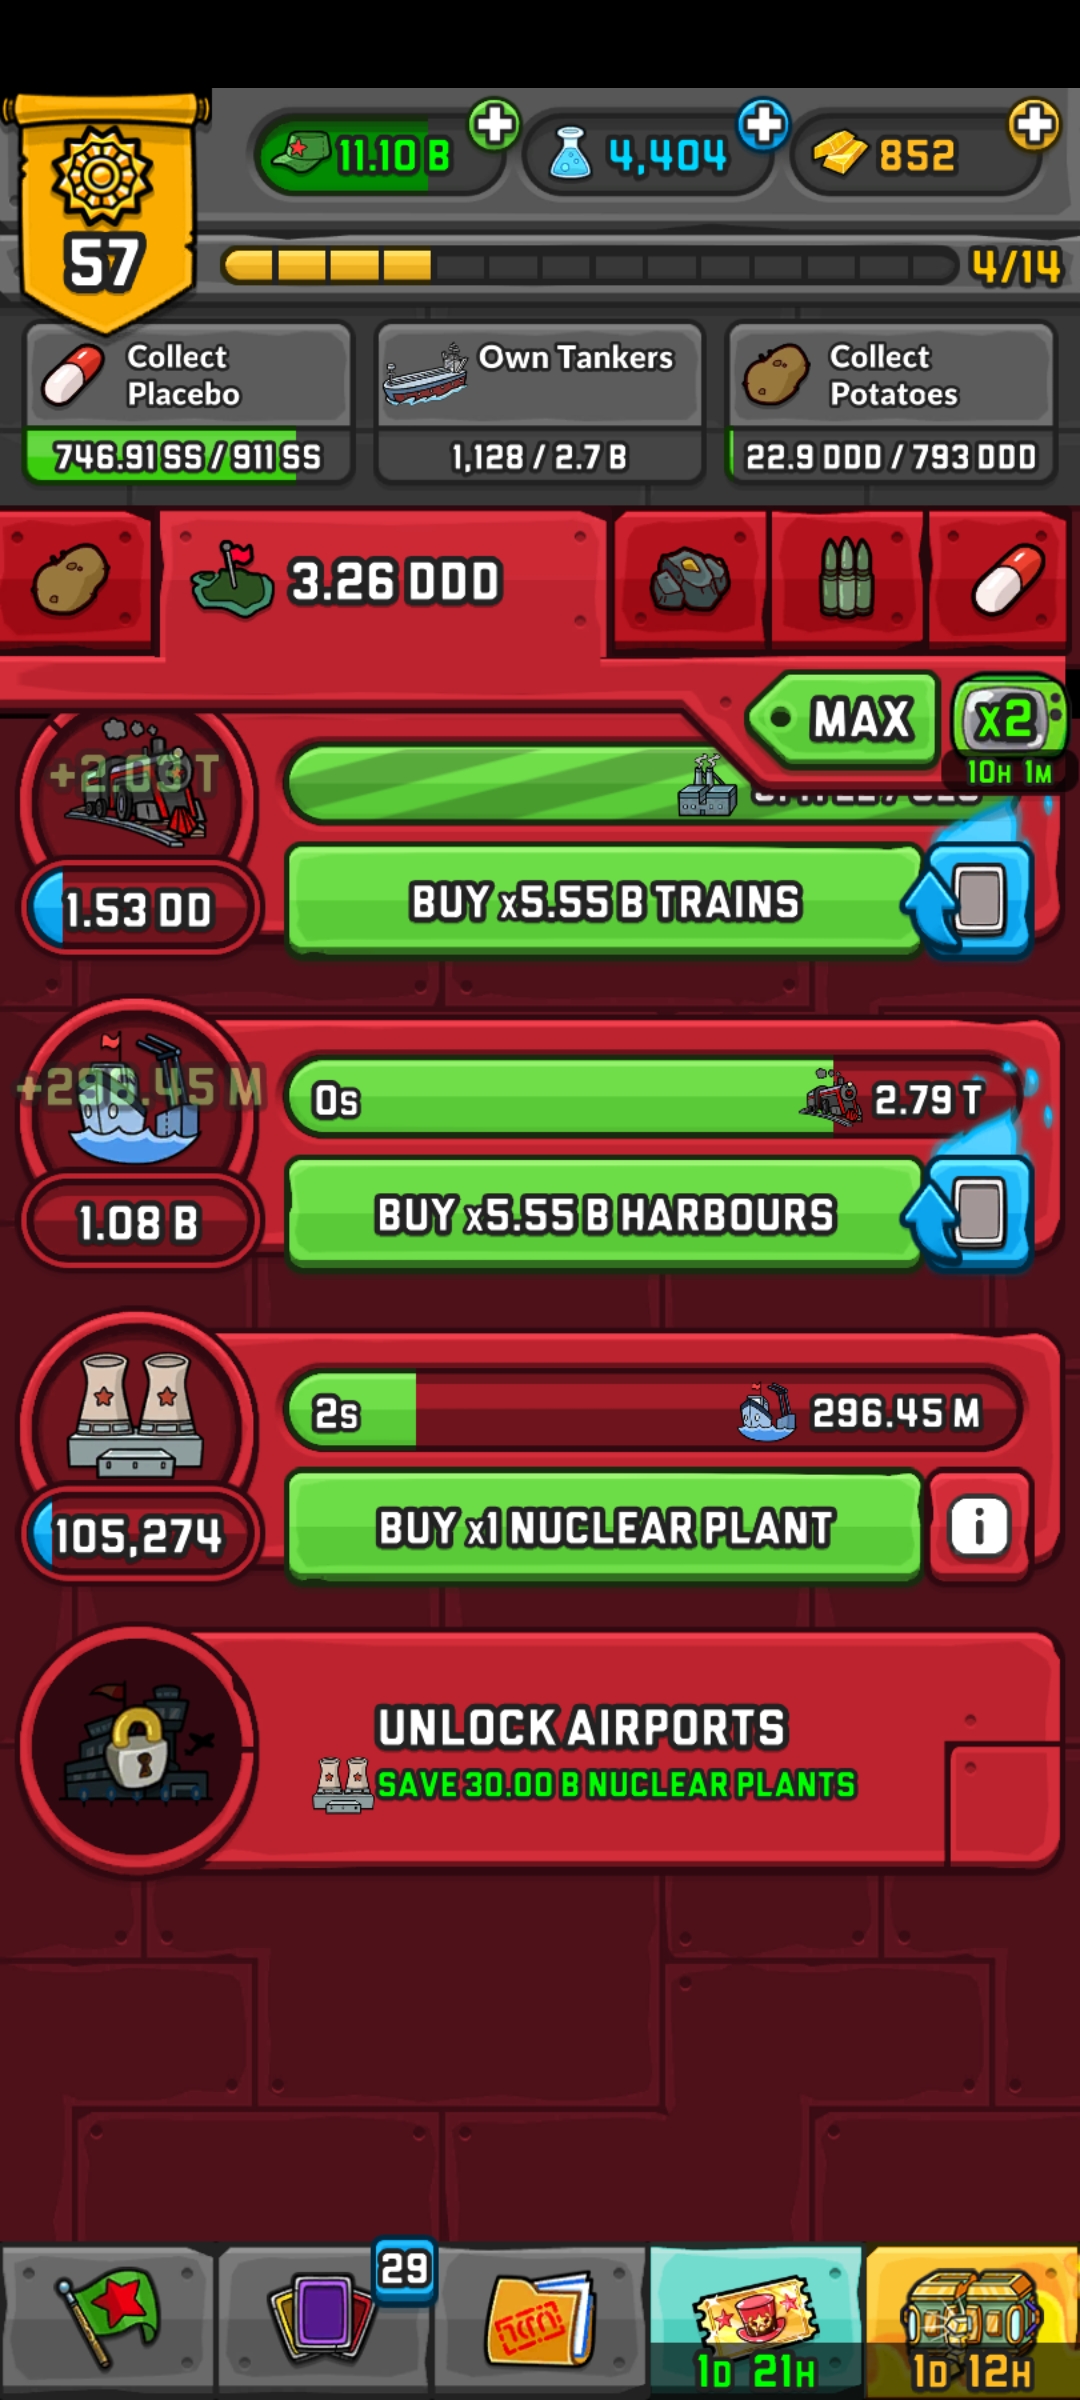 11.10 B
4,404
852
57
4/14
Collect
Placebo
Own Tankers
Collect
Potatoes
746.91 SS / 911 SS
1,128 / 2.7 B
22.9 DDD / 793 DDD
3.26 DDD
MAX
x2
10H 1M
+2.03 T
1.53 DD
BUY x5.55 B TRAINS
+296.45 M
0s
2.79 T
1.08 B
BUY x5.55 B HARBOURS
2s
296.45 M
105,274
BUY x1 NUCLEAR PLANT
i
UNLOCK AIRPORTS
SAVE 30.00 B NUCLEAR PLANTS
29
1D 21H
1D 12H